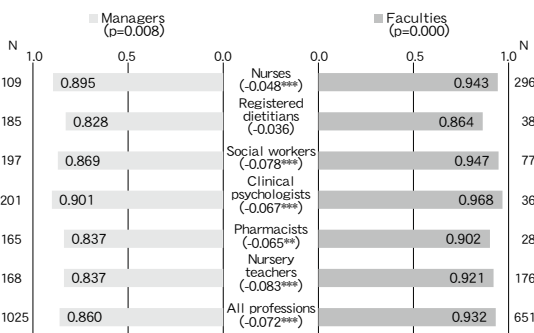 Managers
(p=0.008)
Faculties
(p=0.000)
N
N
1.0 0.5 0.0 0.0 0.5 1.0
109 0.895 Nurses 0.943 296
(-0.048***)
Registered
185 0.828 dietitians 0.864 38
(-0.036)
197 0.869 Social workers 0.947 77
(-0.078***)
Clinical
201 0.901 psychologists 0.968 36
(-0.067***)
165 0.837 Pharmacists 0.902 28
(-0.065**)
Nursery
168 0.837 teachers 0.921 176
(-0.083***)
1025 0.860 All professions 0.932 651
(-0.072***)